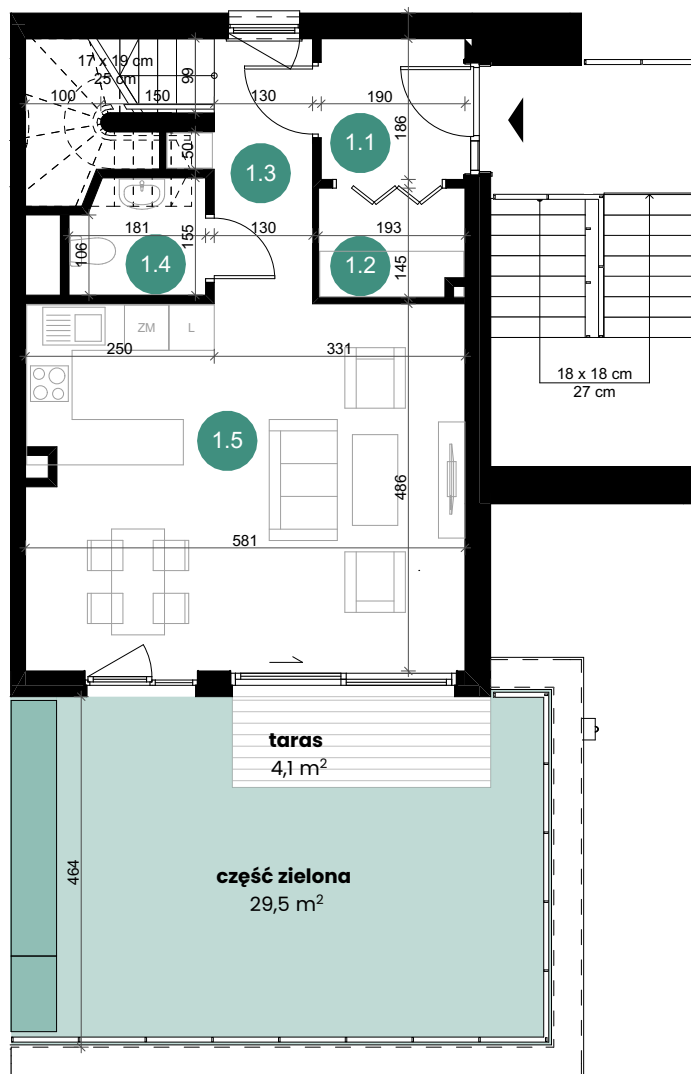 17 x 19 cm
25 cm
99
100
150
130
190
186
1.1
50
1.3
181
155
130
193
106
1.4
1.2
145
ZM
L
250
331
18 x 18 cm
27 cm
1.5
486
581
taras
4,1 m²
464
część zielona
29,5 m²